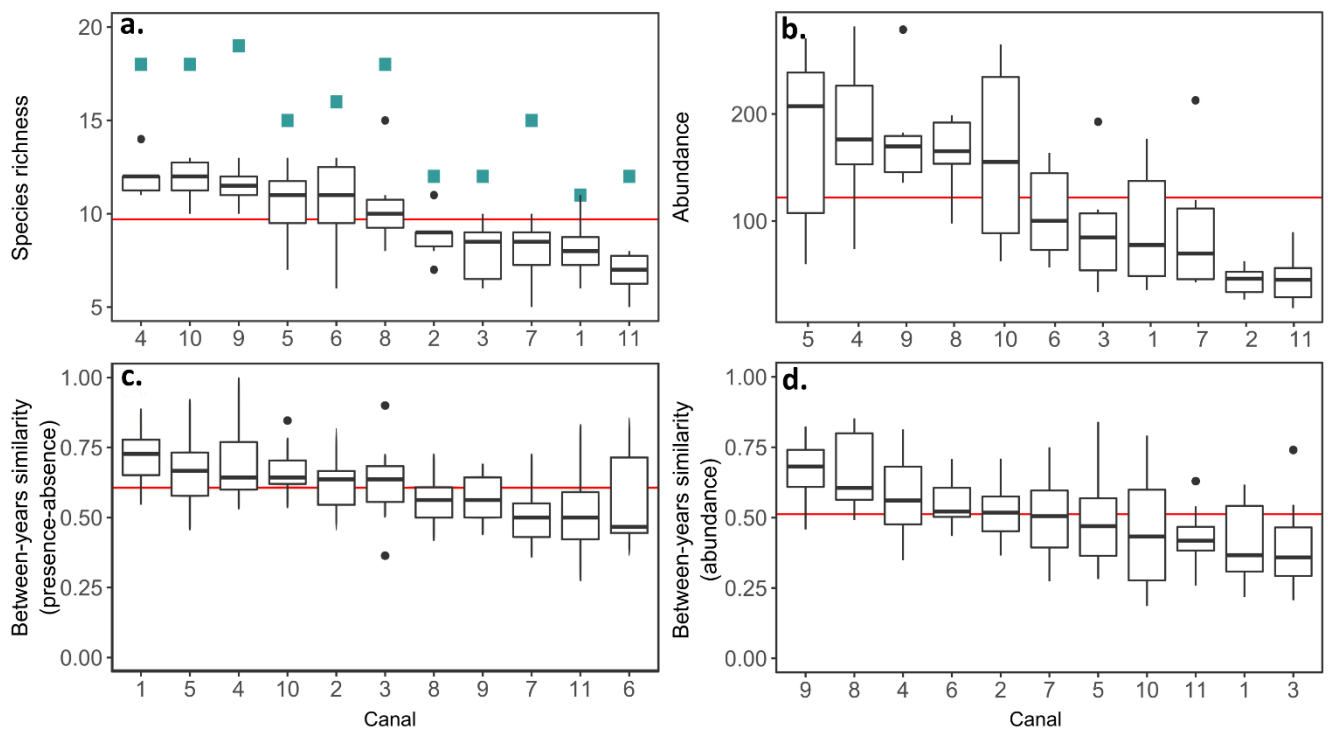 a.
Species richness
20
15
10
5
4 10 9 5 6 8 2 3 7 1 11
b.
Abundance
200
100
5 4 9 8 10 6 3 1 7 2 11
c.
Between-years similarity
(presence-absence)
1.00
0.75
0.50
0.25
0.00
1 5 4 10 2 3 8 9 7 11 6
Canal
d.
Between-years similarity
(abundance)
1.00
0.75
0.50
0.25
0.00
9 8 4 6 2 7 5 10 11 1 3
Canal